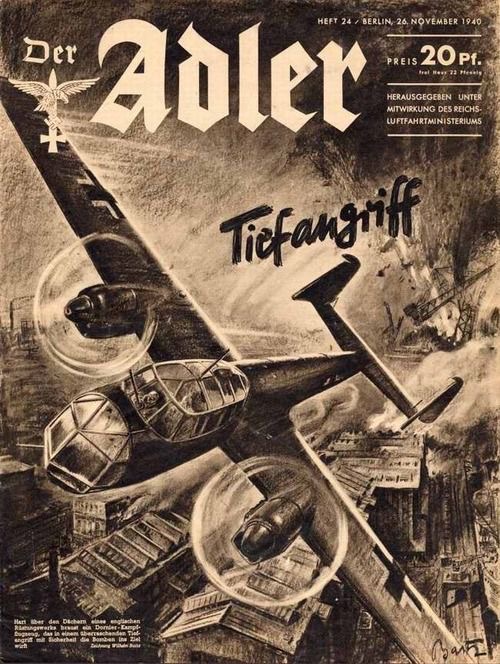 HEFT 24 / BERLIN, 26. NOVEMBER 1940
Der Adler
PREIS 20 Pf.
frei Haus 22 Pfennig
HERAUSGEGEBEN UNTER
MITWIRKUNG DES REICHS-
LUFTFAHRTMINISTERIUMS
Tiefangriff
Hart über den Dächern eines englischen
Rüstungswerks braust ein Dornier-Kampf-
flugzeug, das in einem überraschenden Tief-
angriff mit Sicherheit die Bomben ins Ziel
wirft
Zeichnung Wilhelm